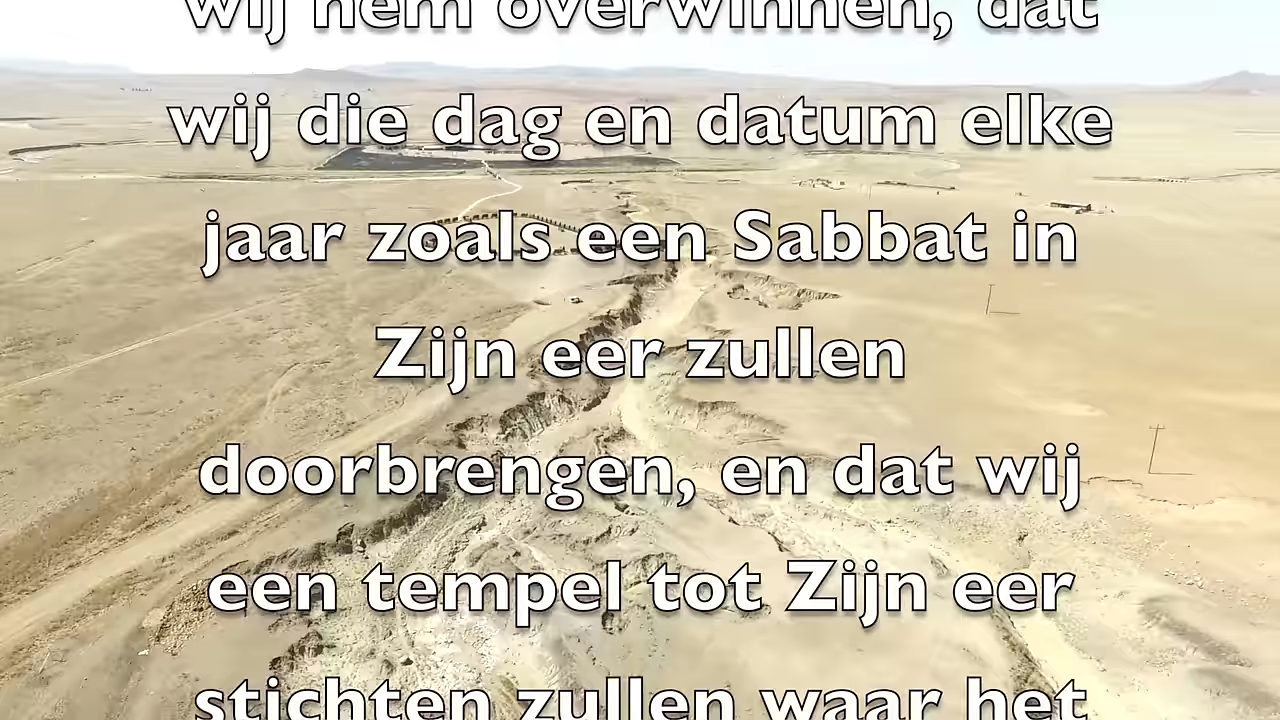 wij hem overwinnen, dat
wij die dag en datum elke
jaar zoals een Sabbat in
Zijn eer zullen
doorbrengen, en dat wij
een tempel tot Zijn eer
stichten zullen waar het